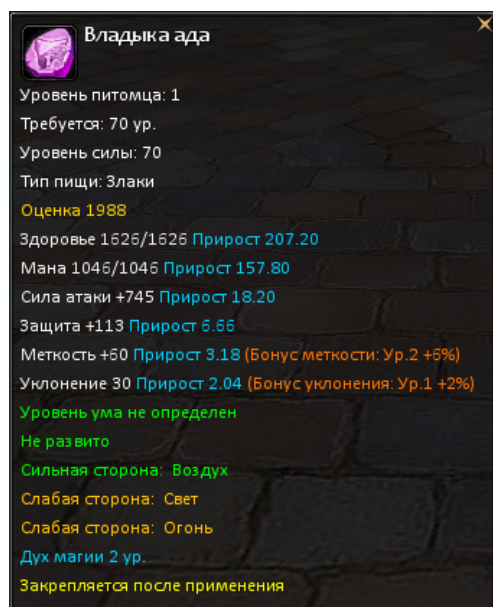 Владыка ада
Уровень питомца: 1
Требуется: 70 ур.
Уровень силы: 70
Тип пищи: Злаки
Оценка 1988
Здоровье 1626/1626 Прирост 207.20
Мана 1046/1046 Прирост 157.80
Сила атаки +745 Прирост 18.20
Защита +113 Прирост 6.66
Меткость +60 Прирост 3.18 (Бонус меткости: Ур.2 +6%)
Уклонение 30 Прирост 2.04 (Бонус уклонения: Ур.1 +2%)
Уровень ума не определен
Не развито
Сильная сторона: Воздух
Слабая сторона: Свет
Слабая сторона: Огонь
Дух магии 2 ур.
Закрепляется после применения